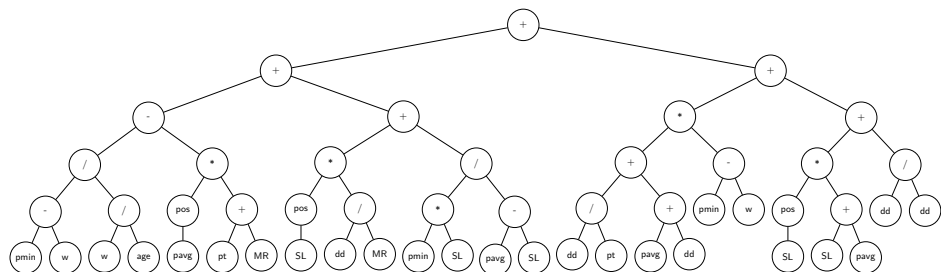 +
+ +
- + * +
/ * * / + - * /
- / pos + pos / * - / + pmin w pos + dd dd
pmin w w age pavg pt MR SL dd MR pmin SL pavg SL dd pt pavg dd SL SL pavg